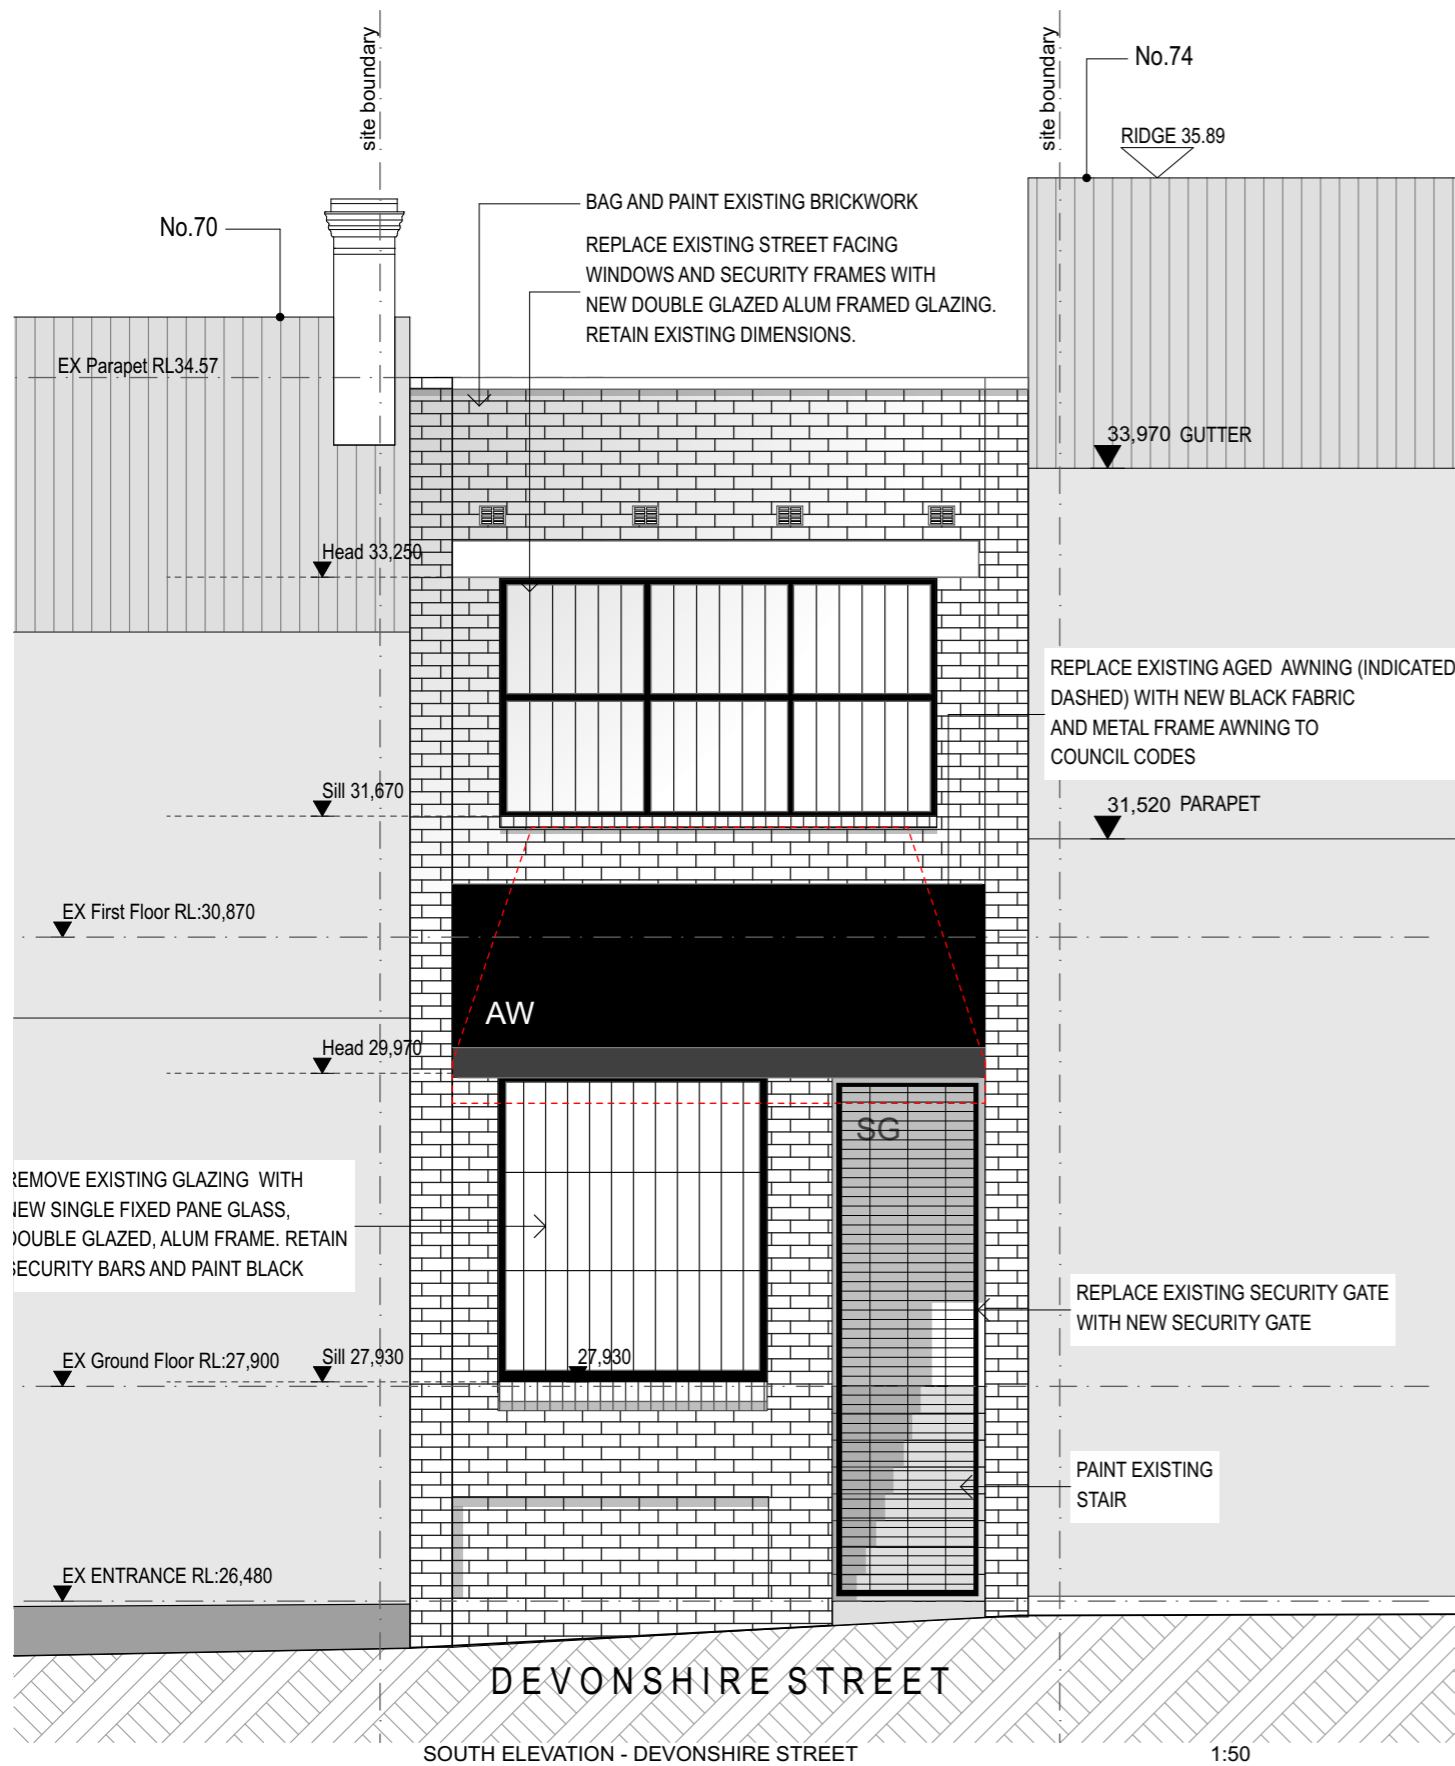 site boundary
site boundary
No.74
RIDGE 35.89
No.70
BAG AND PAINT EXISTING BRICKWORK
REPLACE EXISTING STREET FACING
WINDOWS AND SECURITY FRAMES WITH
NEW DOUBLE GLAZED ALUM FRAMED GLAZING.
RETAIN EXISTING DIMENSIONS.
EX Parapet RL34.57
33,970 GUTTER
Head 33,250
REPLACE EXISTING AGED AWNING (INDICATED
DASHED) WITH NEW BLACK FABRIC
AND METAL FRAME AWNING TO
COUNCIL CODES
Sill 31,670
31,520 PARAPET
EX First Floor RL:30,870
AW
Head 29,970
SG
REMOVE EXISTING GLAZING WITH
NEW SINGLE FIXED PANE GLASS,
DOUBLE GLAZED, ALUM FRAME. RETAIN
SECURITY BARS AND PAINT BLACK
REPLACE EXISTING SECURITY GATE
WITH NEW SECURITY GATE
EX Ground Floor RL:27,900
Sill 27,930
27,930
PAINT EXISTING
STAIR
EX ENTRANCE RL:26,480
DEVONSHIRE STREET
SOUTH ELEVATION - DEVONSHIRE STREET
1:50